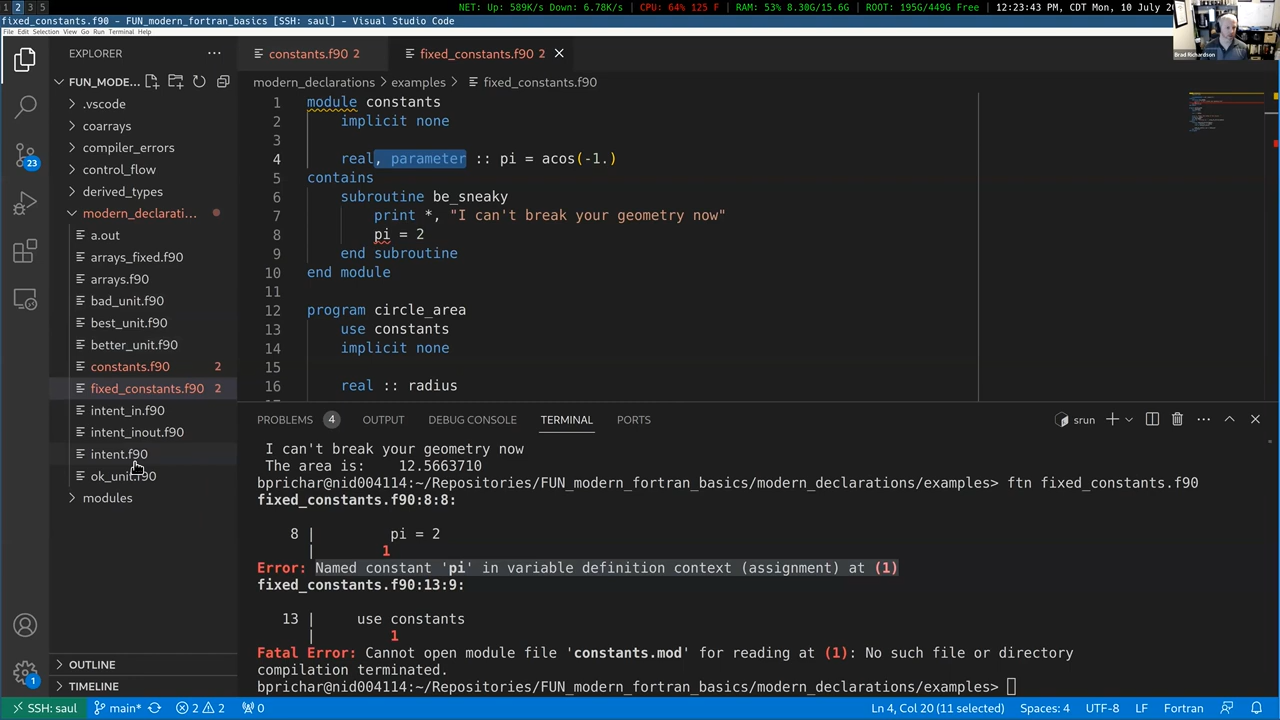 1 2 3 5
NET: Up: 589K/s Down: 6.78K/s | CPU: 64% 125 F | RAM: 53% 8.30G/15.6G | ROOT: 195G/449G Free | 12:23:43 PM, CDT Mon, 10 July
fixed_constants.f90 - FUN_modern_fortran_basics [SSH: saul] - Visual Studio Code
File Edit Selection View Go Run Terminal Help
Brad Richardson
EXPLORER ···
constants.f90 2
fixed_constants.f90 2
FUN_MODE...
modern_declarations > examples > fixed_constants.f90
.vscode
coarrays
compiler_errors
control_flow
derived_types
modern_declarati...
a.out
arrays_fixed.f90
arrays.f90
bad_unit.f90
best_unit.f90
better_unit.f90
constants.f90 2
fixed_constants.f90 2
intent_in.f90
intent_inout.f90
intent.f90
ok_unit.f90
modules
OUTLINE
TIMELINE
23
1
1 module constants
2 implicit none
3
4 real, parameter :: pi = acos(-1.)
5 contains
6 subroutine be_sneaky
7 print *, "I can't break your geometry now"
8 pi = 2
9 end subroutine
10 end module
11
12 program circle_area
13 use constants
14 implicit none
15
16 real :: radius
PROBLEMS 4 OUTPUT DEBUG CONSOLE TERMINAL PORTS
srun
I can't break your geometry now
The area is: 12.5663710
bprichar@nid004114:~/Repositories/FUN_modern_fortran_basics/modern_declarations/examples> ftn fixed_constants.f90
fixed_constants.f90:8:8:
8 | pi = 2
| 1
Error: Named constant 'pi' in variable definition context (assignment) at (1)
fixed_constants.f90:13:9:
13 | use constants
| 1
Fatal Error: Cannot open module file 'constants.mod' for reading at (1): No such file or directory
compilation terminated.
bprichar@nid004114:~/Repositories/FUN_modern_fortran_basics/modern_declarations/examples>
SSH: saul main* 2 2 0 Ln 4, Col 20 (11 selected) Spaces: 4 UTF-8 LF Fortran